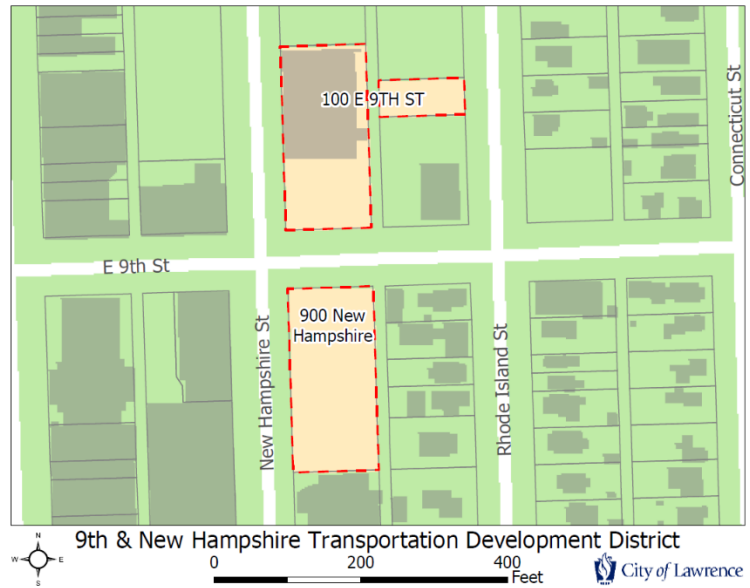 100 E 9TH ST
Connecticut St
E 9th St
900 New
Hampshire
New Hampshire St
Rhode Island St
9th & New Hampshire Transportation Development District
N
W E
S
0 200 400
Feet
City of Lawrence